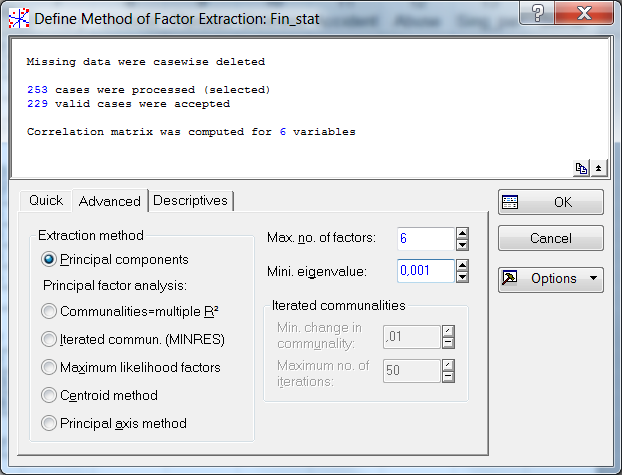 Define Method of Factor Extraction: Fin_stat
?
X
Missing data were casewise deleted
253 cases were processed (selected)
229 valid cases were accepted
Correlation matrix was computed for 6 variables
Quick
Advanced
Descriptives
Extraction method
Principal components
Principal factor analysis:
Communalities=multiple R²
Iterated commun. (MINRES)
Maximum likelihood factors
Centroid method
Principal axis method
Max. no. of factors: 6
Mini. eigenvalue: 0,001
Iterated communalities
Min. change in
communality: ,01
Maximum no. of
iterations: 50
OK
Cancel
Options